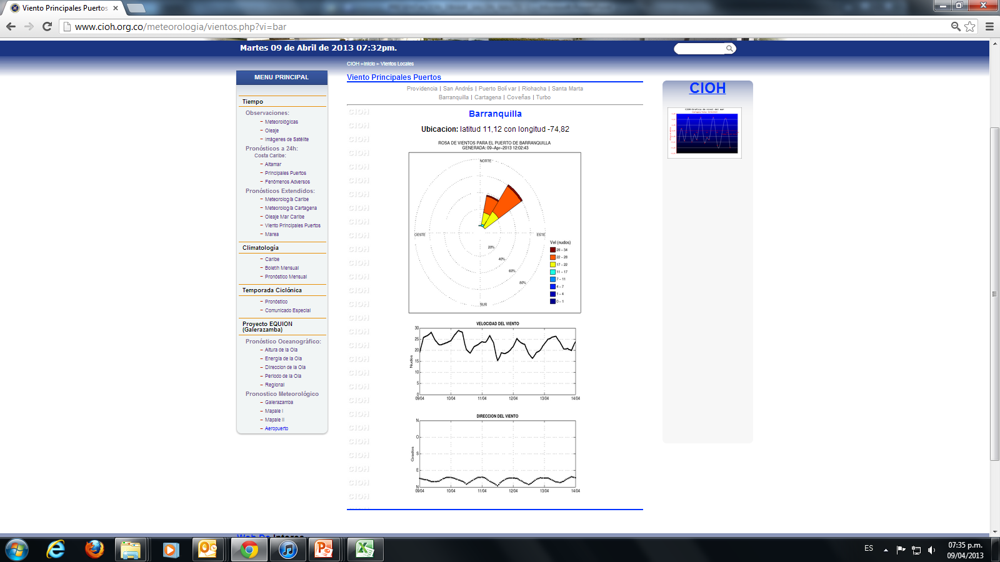 Viento Principales Puertos
www.cioh.org.co/meteorologia/vientos.php?vi=bar
Martes 09 de Abril de 2013 07:32pm.
CIOH >Inicio > Vientos Locales
MENU PRINCIPAL
Tiempo
Observaciones:
Meteorológicas
Oleaje
Imágenes de Satélite
Pronósticos a 24h:
Costa Caribe:
Altamar
Principales Puertos
Fenómenos Adversos
Pronósticos Extendidos:
Meteorología Caribe
Meteorología Cartagena
Oleaje Mar Caribe
Viento Principales Puertos
Marea
Climatología
Caribe
Boletín Mensual
Pronóstico Mensual
Temporada Ciclónica
Pronóstico
Comunicado Especial
Proyecto EQUION
(Galerazamba)
Pronóstico Oceanográfico:
Altura de la Ola
Energía de la Ola
Direccion de la Ola
Periodo de la Ola
Regional
Pronostico Meteorológico
Galerazamba
Mapale I
Mapale II
Aeropuerto
Viento Principales Puertos
Providencia | San Andrés | Puerto Bolívar | Riohacha | Santa Marta
Barranquilla | Cartagena | Coveñas | Turbo
Barranquilla
Ubicacion: latitud 11,12 con longitud -74,82
ROSA DE VIENTOS PARA EL PUERTO DE BARRANQUILLA
GENERADA: 09-Apr-2013 12:02:43
NORTE
OESTE
ESTE
SUR
20%
40%
60%
80%
Vel (nudos)
28 - 34
22 - 28
17 - 22
11 - 17
7 - 11
4 - 7
1 - 4
0 - 1
VELOCIDAD DEL VIENTO
Nudos
30
25
20
15
10
5
0
09/04 10/04 11/04 12/04 13/04 14/04
DIRECCION DEL VIENTO
Grados
N
O
S
E
N
09/04 10/04 11/04 12/04 13/04 14/04
CIOH
Web De Interes
ES
07:35 p.m.
09/04/2013